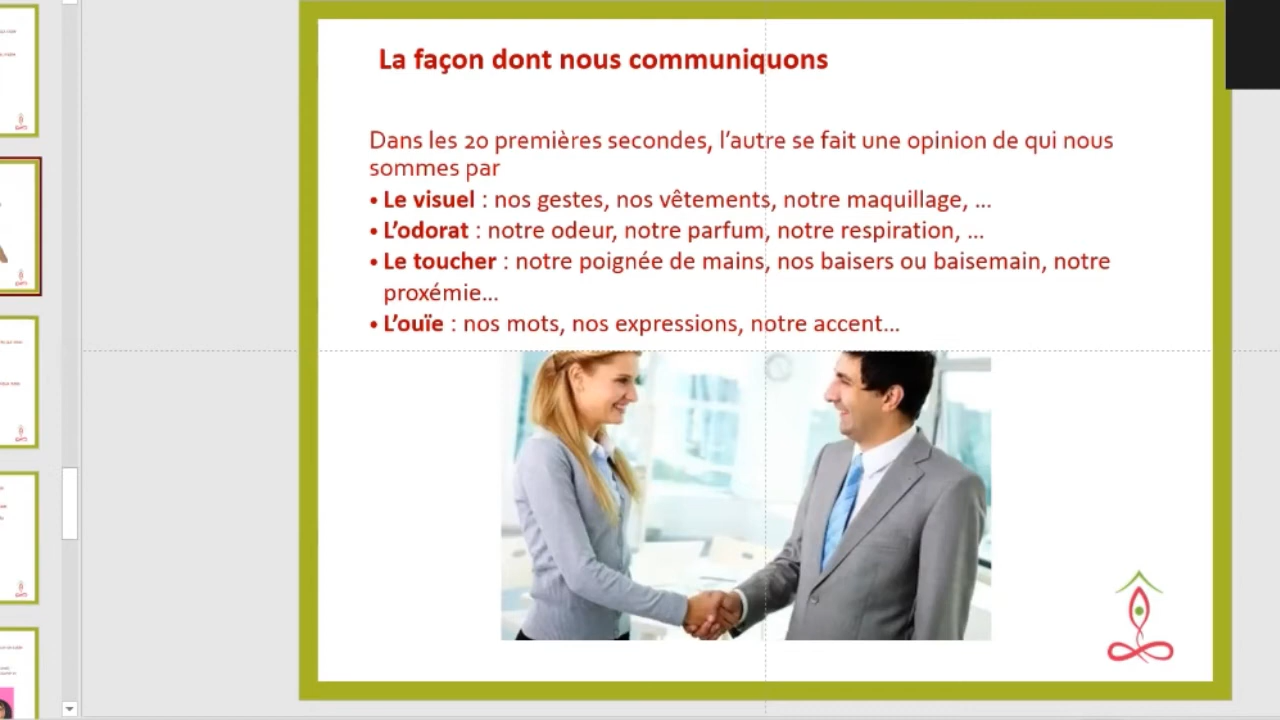 La façon dont nous communiquons
Dans les 20 premières secondes, l’autre se fait une opinion de qui nous
sommes par
• Le visuel : nos gestes, nos vêtements, notre maquillage, ...
• L’odorat : notre odeur, notre parfum, notre respiration, ...
• Le toucher : notre poignée de mains, nos baisers ou baisemain, notre
proxémie...
• L’ouïe : nos mots, nos expressions, notre accent...